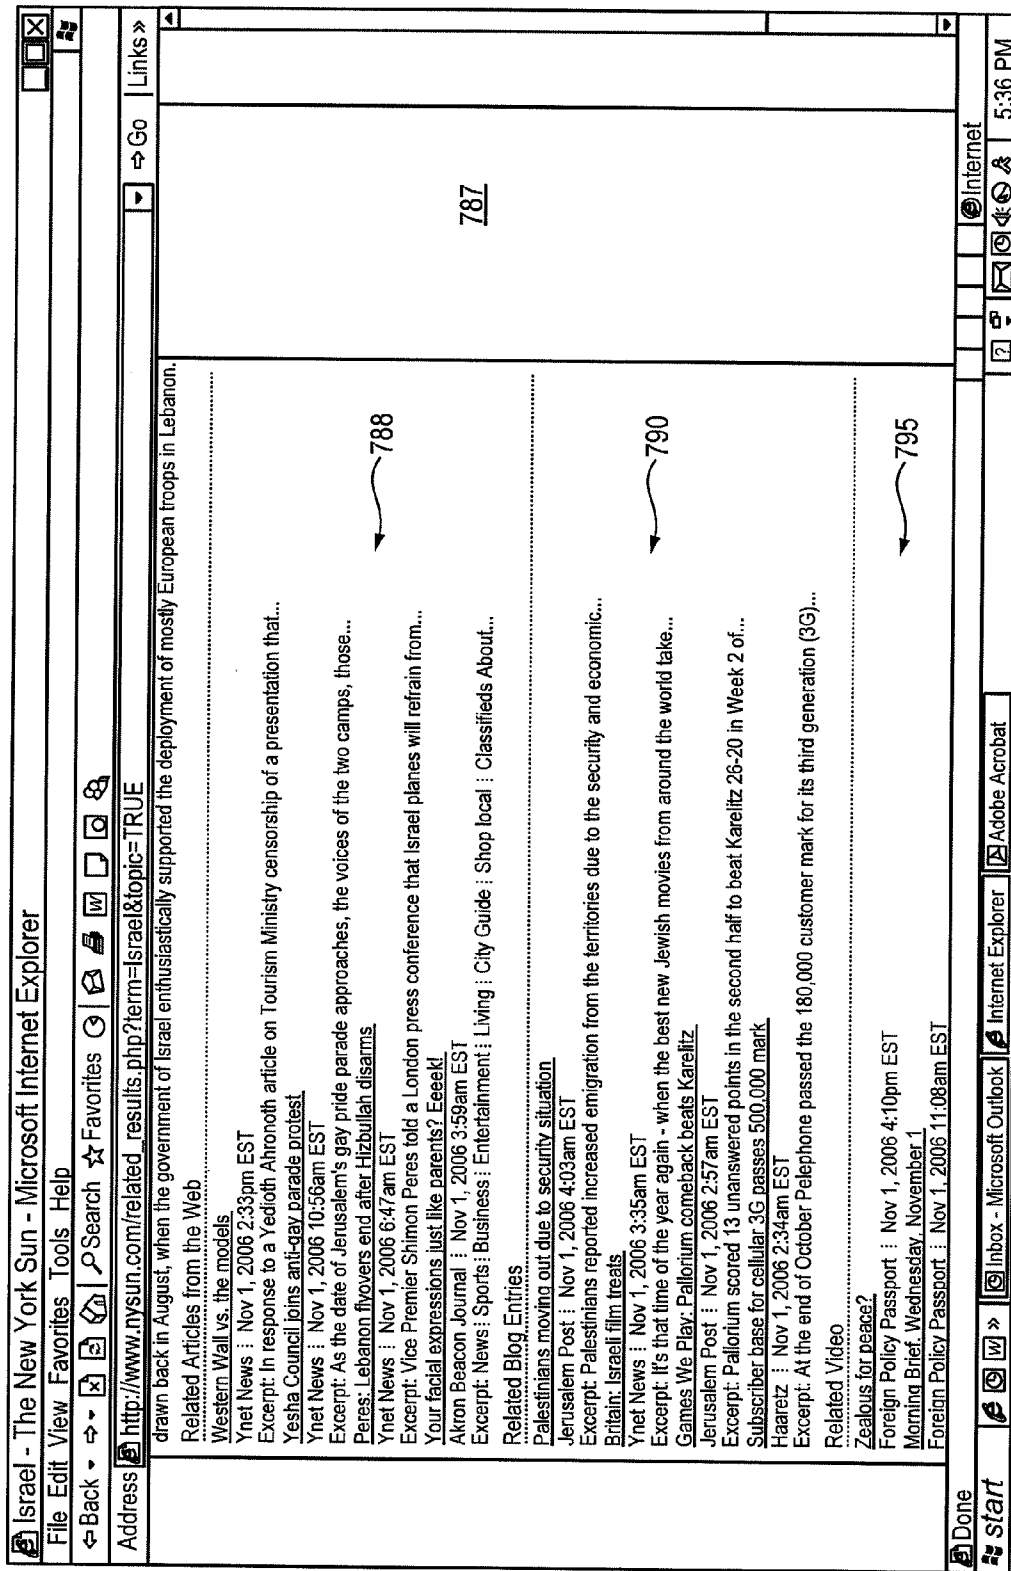 Israel - The New York Sun - Microsoft Internet Explorer
File Edit View Favorites Tools Help
Back Search Favorites W
Address http://www.nysun.com/related_results.php?term=Israel&topic=TRUE Go Links »
drawn back in August, when the government of Israel enthusiastically supported the deployment of mostly European troops in Lebanon.
Related Articles from the Web
Western Wall vs. the models
Ynet News ⋮ Nov 1, 2006 2:33pm EST
Excerpt: In response to a Yedioth Ahronoth article on Tourism Ministry censorship of a presentation that...
Yesha Council joins anti-gay parade protest
Ynet News ⋮ Nov 1, 2006 10:56am EST
Excerpt: As the date of Jerusalem's gay pride parade approaches, the voices of the two camps, those...
Peres: Lebanon flyovers end after Hizbullah disarms
Ynet News ⋮ Nov 1, 2006 6:47am EST
Excerpt: Vice Premier Shimon Peres told a London press conference that Israel planes will refrain from...
Your facial expressions just like parents? Eeeek!
Akron Beacon Journal ⋮ Nov 1, 2006 3:59am EST
Excerpt: News ⋮ Sports ⋮ Business ⋮ Entertainment ⋮ Living ⋮ City Guide ⋮ Shop local ⋮ Classifieds About...
Related Blog Entries
Palestinians moving out due to security situation
Jerusalem Post ⋮ Nov 1, 2006 4:03am EST
Excerpt: Palestinians reported increased emigration from the territories due to the security and economic...
Britain: Israeli film treats
Ynet News ⋮ Nov 1, 2006 3:35am EST
Excerpt: It's that time of the year again - when the best new Jewish movies from around the world take...
Games We Play: Pallorium comeback beats Karelitz
Jerusalem Post ⋮ Nov 1, 2006 2:57am EST
Excerpt: Pallorium scored 13 unanswered points in the second half to beat Karelitz 26-20 in Week 2 of...
Subscriber base for cellular 3G passes 500,000 mark
Haaretz ⋮ Nov 1, 2006 2:34am EST
Excerpt: At the end of October Pelephone passed the 180,000 customer mark for its third generation (3G)...
Related Video
Zealous for peace?
Foreign Policy Passport ⋮ Nov 1, 2006 4:10pm EST
Morning Brief, Wednesday, November 1
Foreign Policy Passport ⋮ Nov 1, 2006 11:08am EST
787
788
790
795
Done Internet
start W » Inbox - Microsoft Outlook Internet Explorer Adobe Acrobat ? 5:36 PM